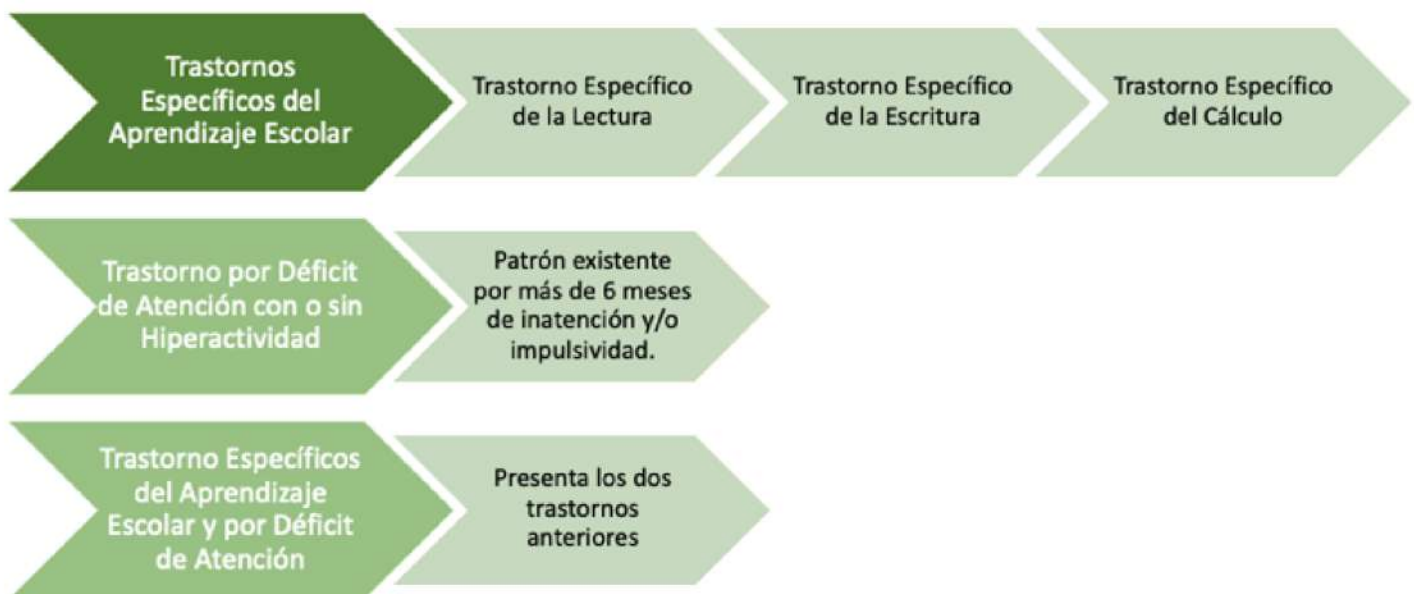 Trastornos
Específicos del
Aprendizaje Escolar
Trastorno Específico
de la Lectura
Trastorno Específico
de la Escritura
Trastorno Específico
del Cálculo
Trastorno por Déficit
de Atención con o sin
Hiperactividad
Patrón existente
por más de 6 meses
de inatención y/o
impulsividad.
Trastorno Específicos
del Aprendizaje
Escolar y por Déficit
de Atención
Presenta los dos
trastornos
anteriores